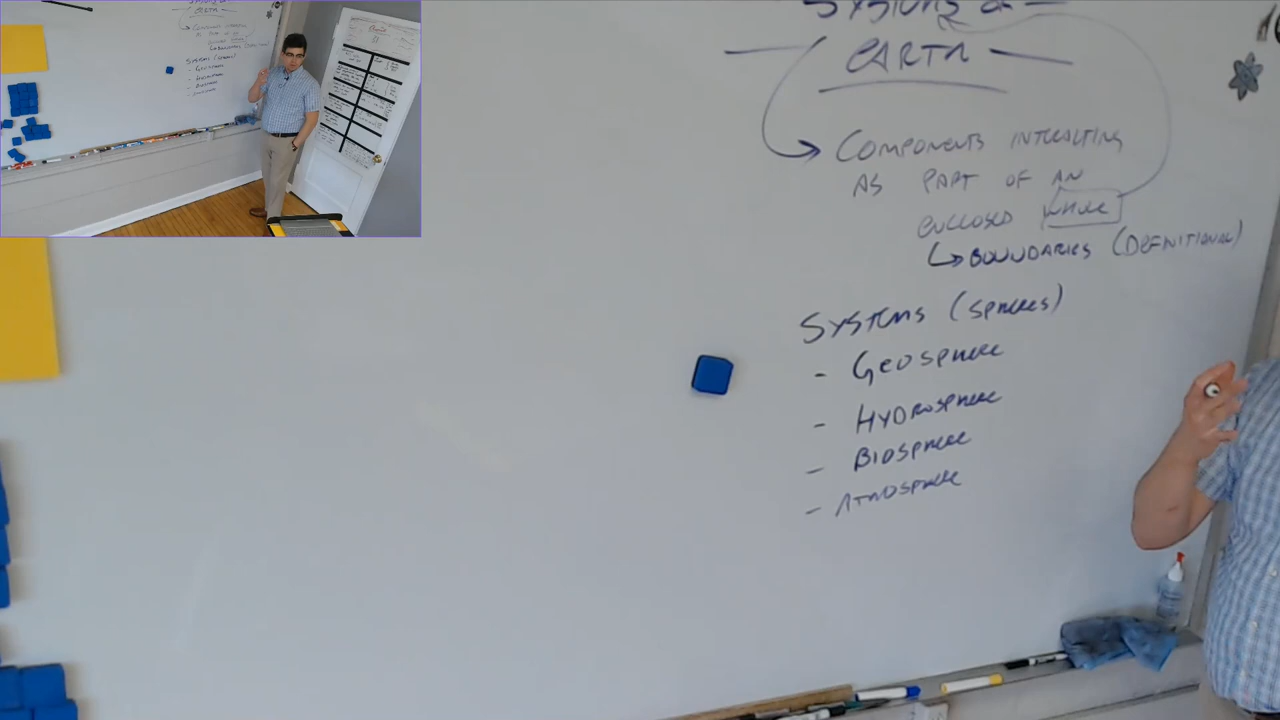 Systems of
EARTH
COMPONENTS INTERACTING
AS PART OF AN
ENCLOSED WHOLE
BOUNDARIES (DEFINITIONAL)
SYSTEMS (SPHERES)
- GEOSPHERE
- HYDROSPHERE
- BIOSPHERE
- ATMOSPHERE